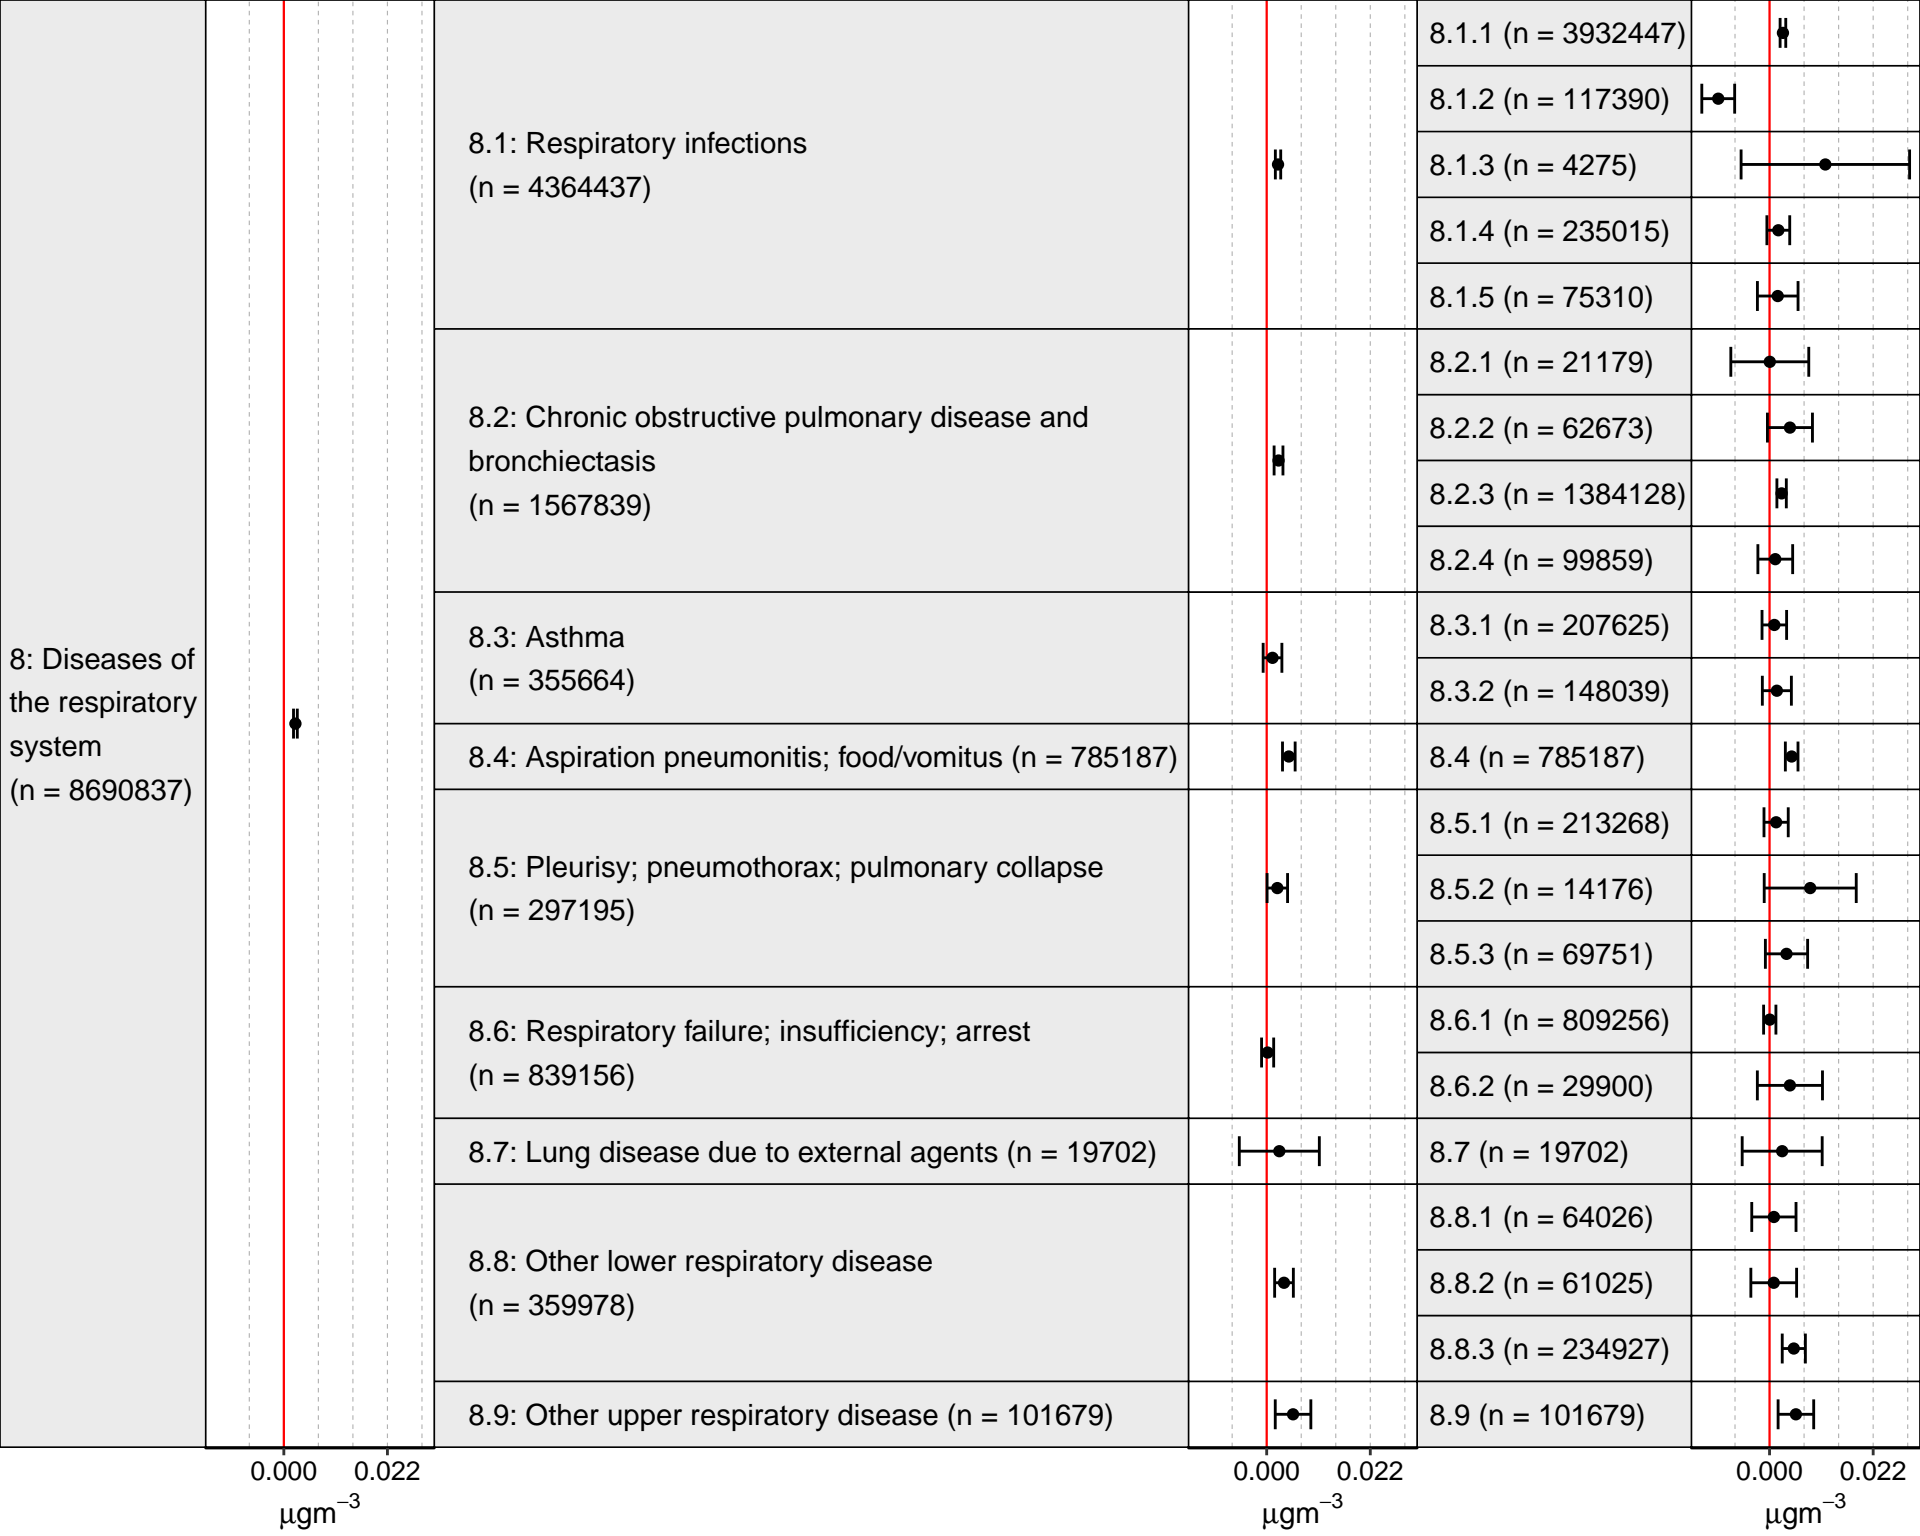 8: Diseases of
the respiratory
system
(n = 8690837)
8.1: Respiratory infections
(n = 4364437)
8.2: Chronic obstructive pulmonary disease and
bronchiectasis
(n = 1567839)
8.3: Asthma
(n = 355664)
8.4: Aspiration pneumonitis; food/vomitus (n = 785187)
8.5: Pleurisy; pneumothorax; pulmonary collapse
(n = 297195)
8.6: Respiratory failure; insufficiency; arrest
(n = 839156)
8.7: Lung disease due to external agents (n = 19702)
8.8: Other lower respiratory disease
(n = 359978)
8.9: Other upper respiratory disease (n = 101679)
8.1.1 (n = 3932447)
8.1.2 (n = 117390)
8.1.3 (n = 4275)
8.1.4 (n = 235015)
8.1.5 (n = 75310)
8.2.1 (n = 21179)
8.2.2 (n = 62673)
8.2.3 (n = 1384128)
8.2.4 (n = 99859)
8.3.1 (n = 207625)
8.3.2 (n = 148039)
8.4 (n = 785187)
8.5.1 (n = 213268)
8.5.2 (n = 14176)
8.5.3 (n = 69751)
8.6.1 (n = 809256)
8.6.2 (n = 29900)
8.7 (n = 19702)
8.8.1 (n = 64026)
8.8.2 (n = 61025)
8.8.3 (n = 234927)
8.9 (n = 101679)
0.000 0.022
μgm⁻³
0.000 0.022
μgm⁻³
0.000 0.022
μgm⁻³